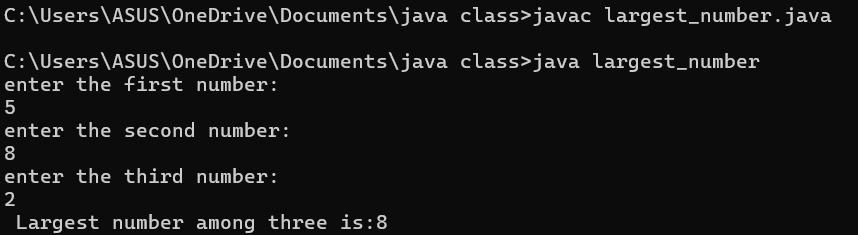 C:\Users\ASUS\OneDrive\Documents\java class>javac largest_number.java
C:\Users\ASUS\OneDrive\Documents\java class>java largest_number
enter the first number:
5
enter the second number:
8
enter the third number:
2
 Largest number among three is:8